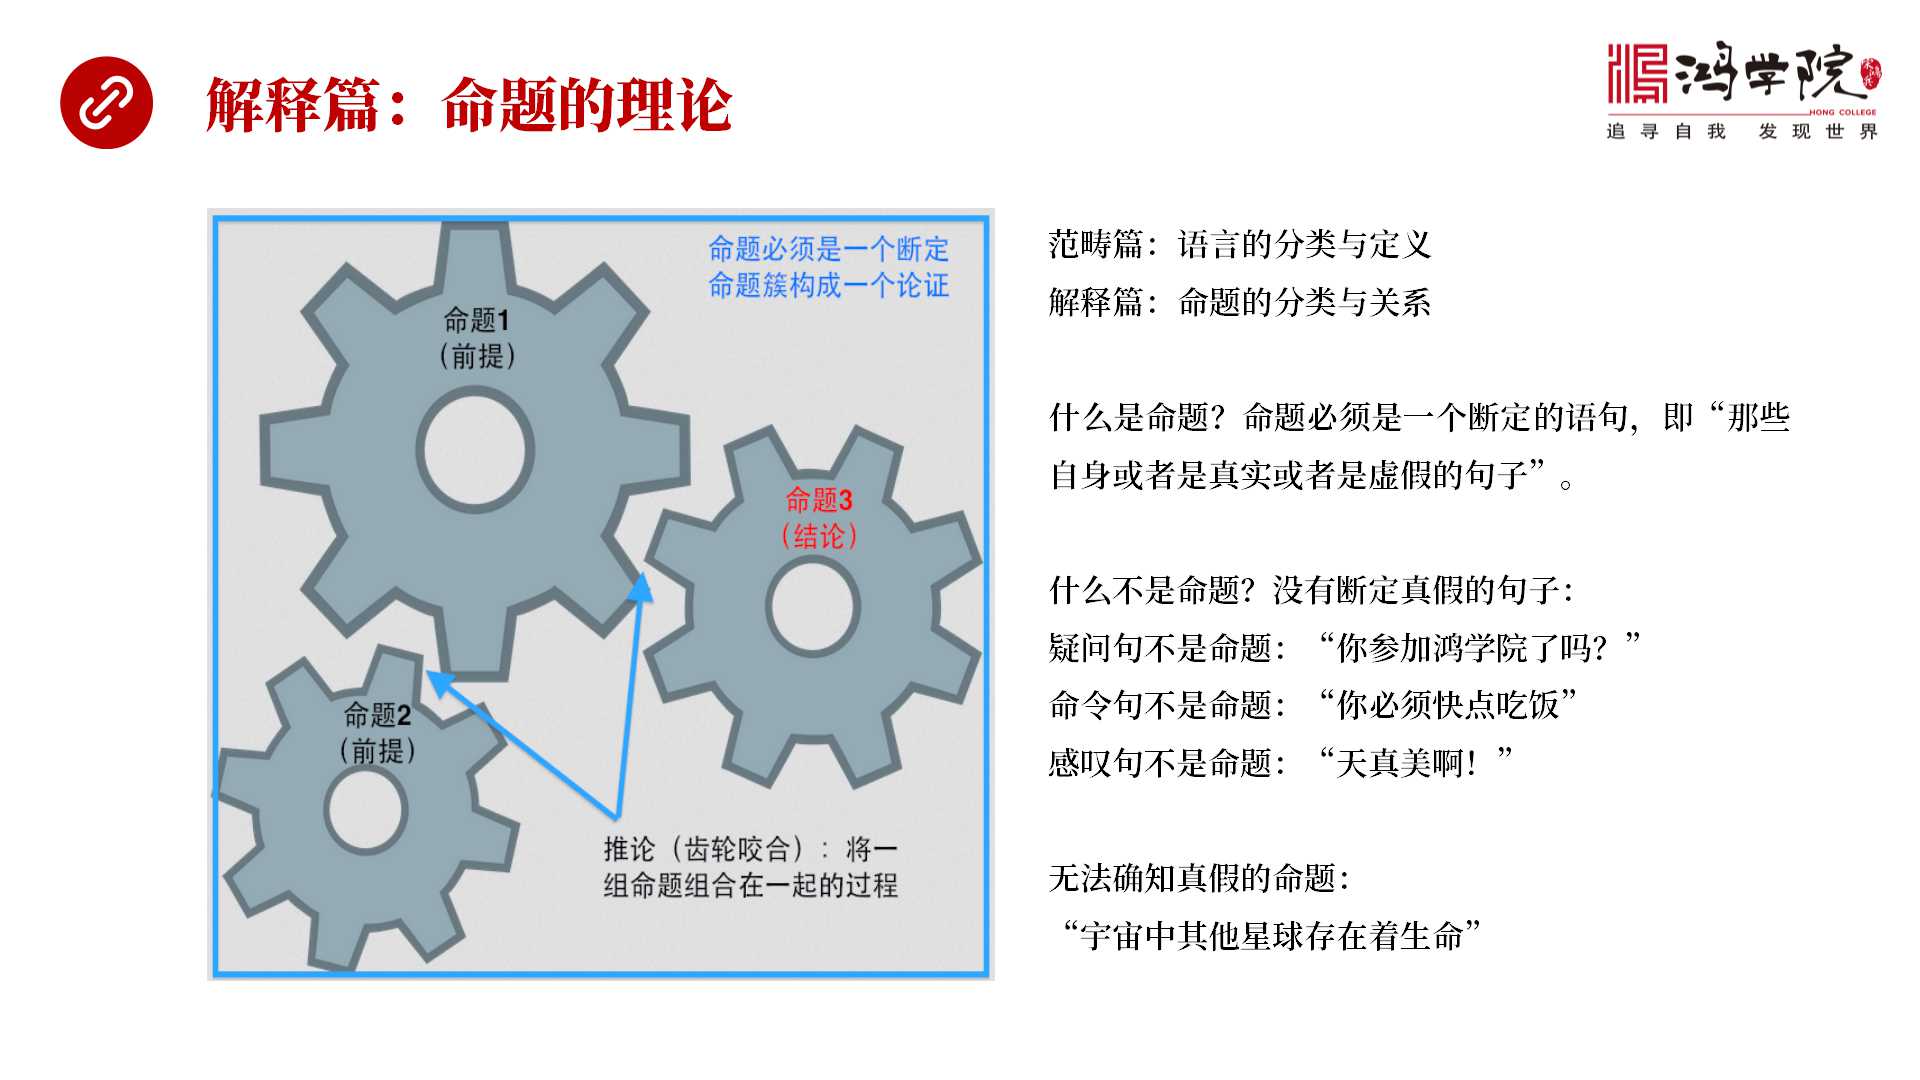 解释篇：命题的理论
鸿学院
HONG COLLEGE
追寻自我 发现世界
命题必须是一个断定
命题簇构成一个论证
命题1
（前提）
命题3
（结论）
命题2
（前提）
推论（齿轮咬合）：将一
组命题组合在一起的过程
范畴篇：语言的分类与定义
解释篇：命题的分类与关系
什么是命题？命题必须是一个断定的语句，即“那些
自身或者是真实或者是虚假的句子”。
什么不是命题？没有断定真假的句子：
疑问句不是命题：“你参加鸿学院了吗？”
命令句不是命题：“你必须快点吃饭”
感叹句不是命题：“天真美啊！”
无法确知真假的命题：
“宇宙中其他星球存在着生命”